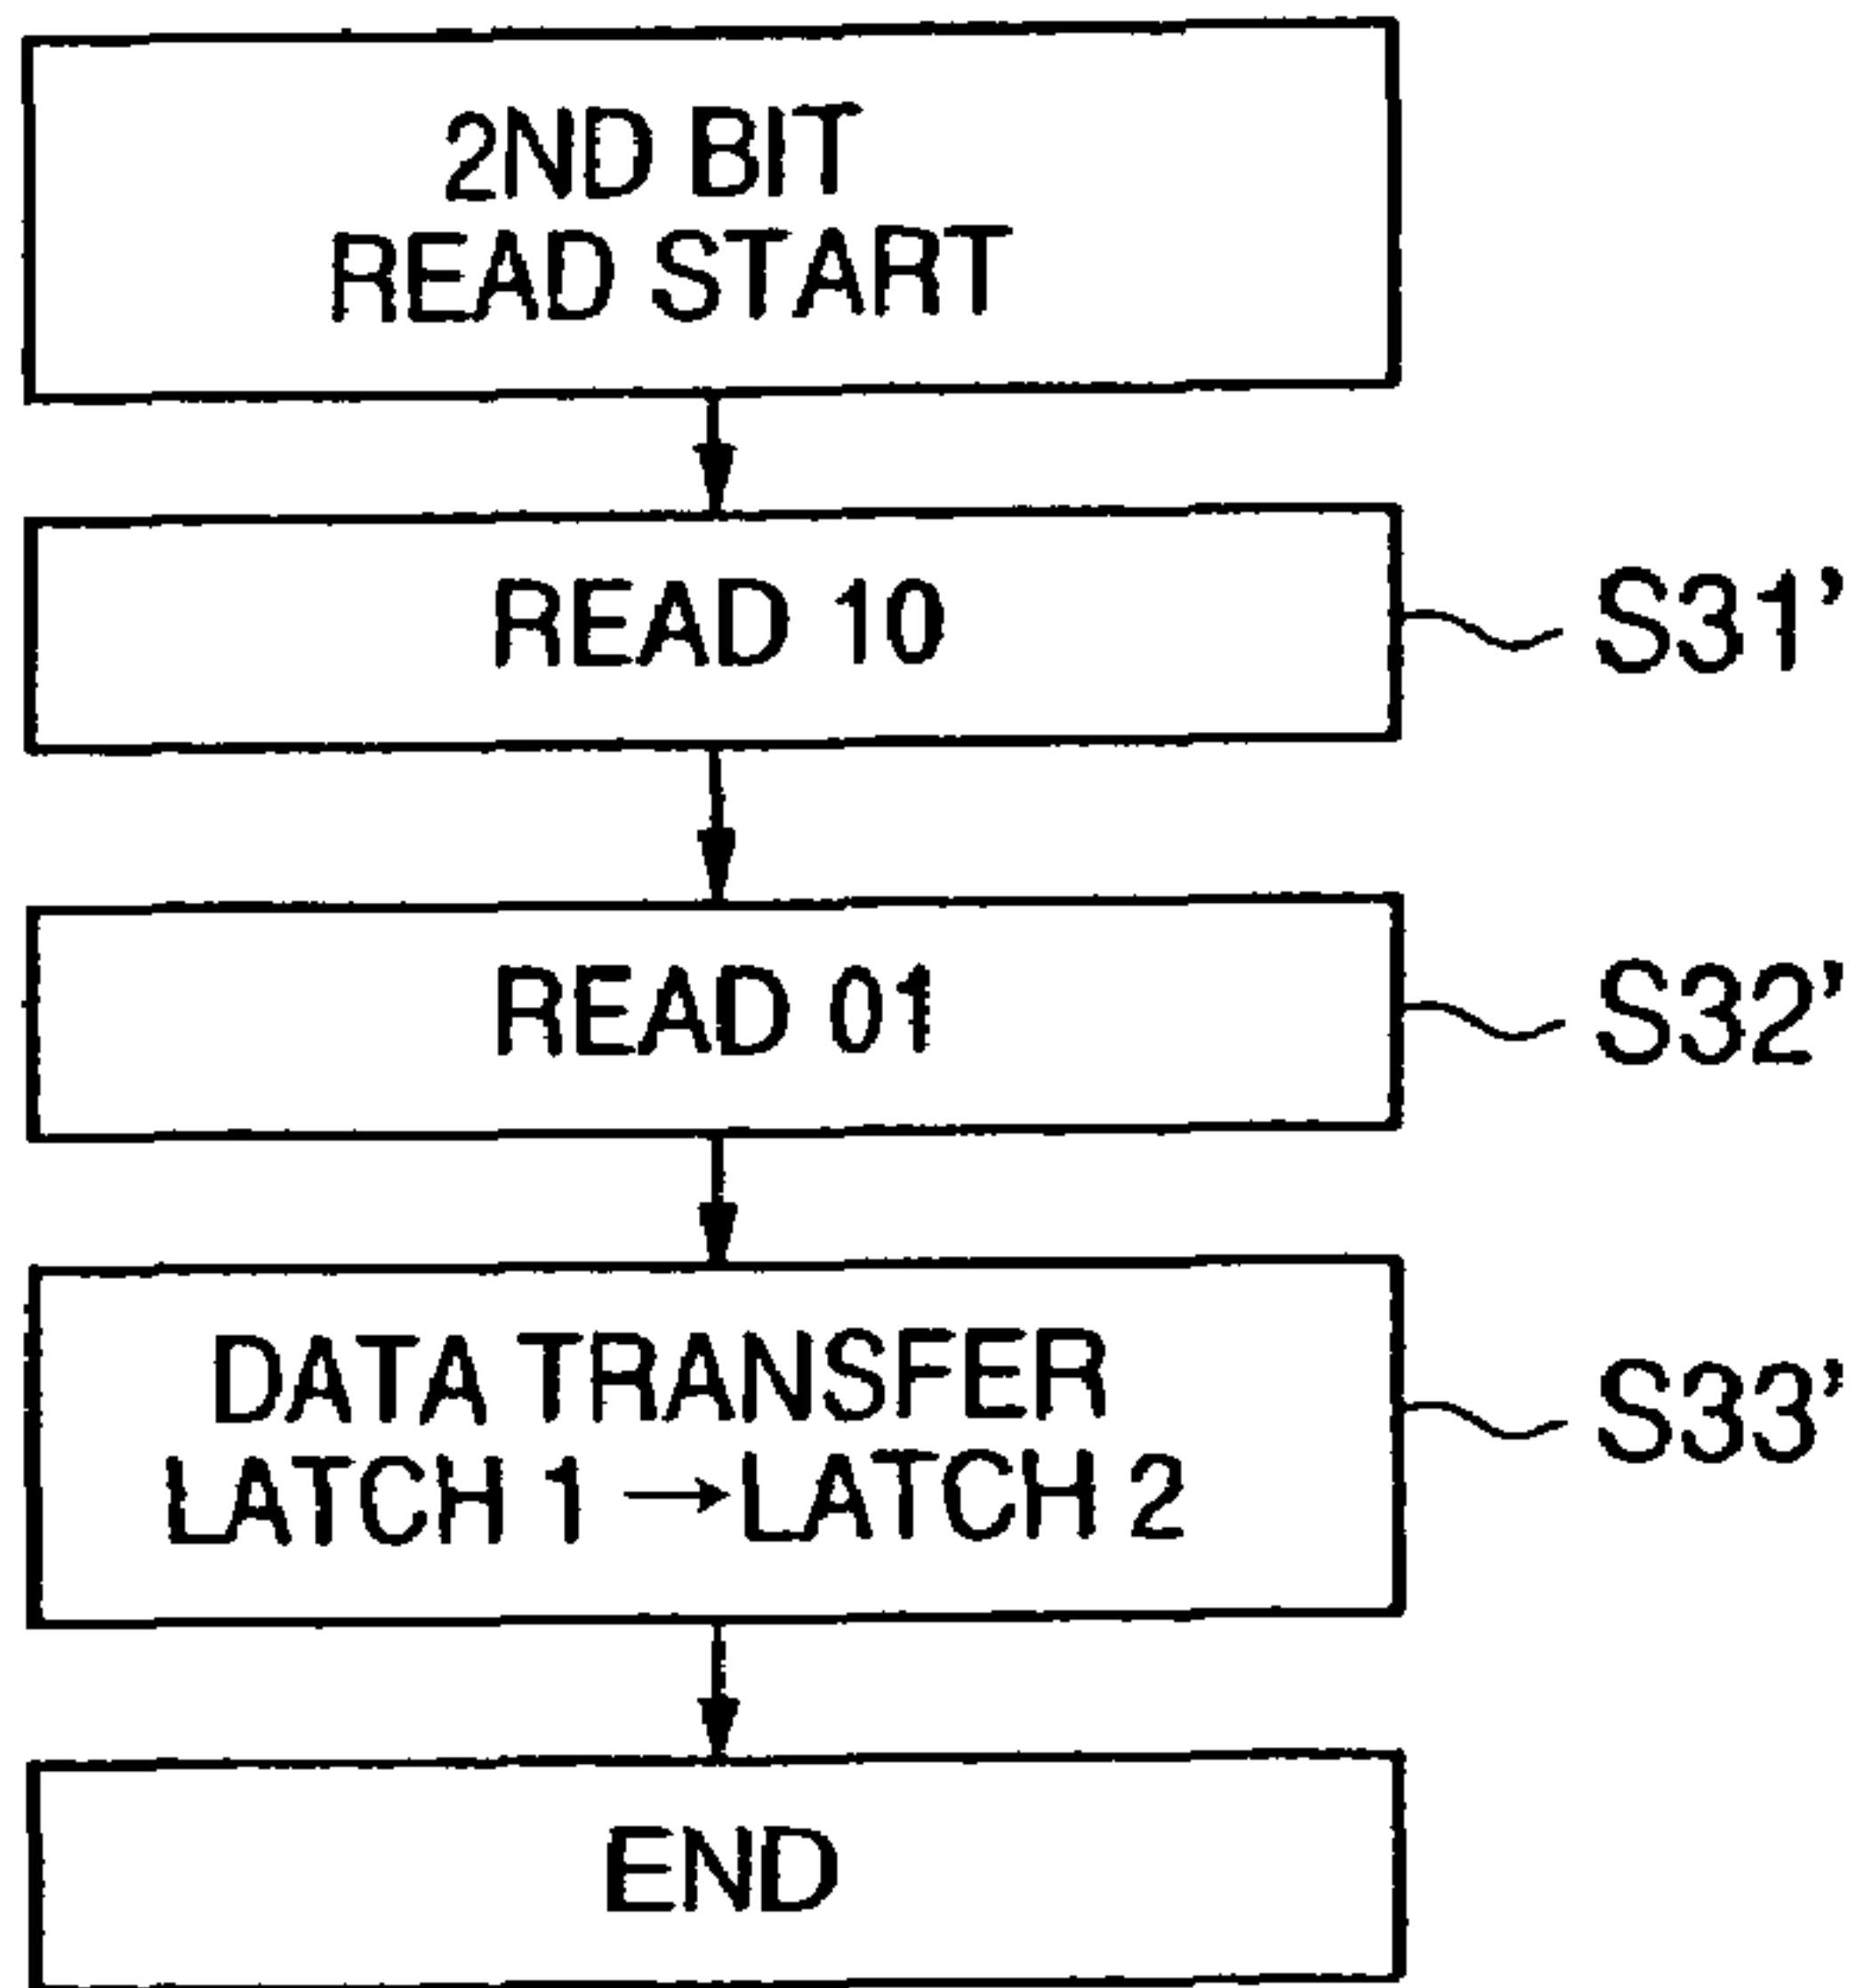 2ND BIT
READ START
READ 10
S31'
READ 01
S32'
DATA TRANSFER
LATCH 1 → LATCH 2
S33'
END